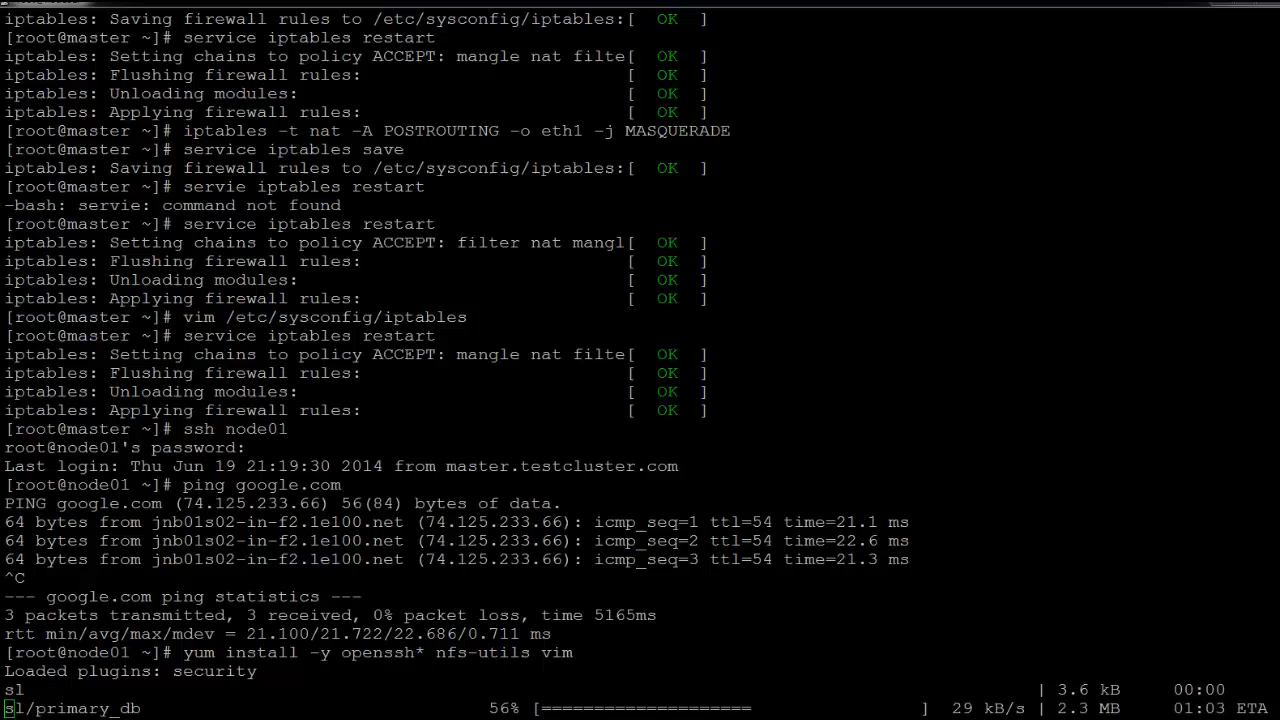 iptables: Saving firewall rules to /etc/sysconfig/iptables:[  OK  ]
[root@master ~]# service iptables restart
iptables: Setting chains to policy ACCEPT: mangle nat filte[  OK  ]
iptables: Flushing firewall rules:                         [  OK  ]
iptables: Unloading modules:                               [  OK  ]
iptables: Applying firewall rules:                         [  OK  ]
[root@master ~]# iptables -t nat -A POSTROUTING -o eth1 -j MASQUERADE
[root@master ~]# service iptables save
iptables: Saving firewall rules to /etc/sysconfig/iptables:[  OK  ]
[root@master ~]# servie iptables restart
-bash: servie: command not found
[root@master ~]# service iptables restart
iptables: Setting chains to policy ACCEPT: filter nat mangl[  OK  ]
iptables: Flushing firewall rules:                         [  OK  ]
iptables: Unloading modules:                               [  OK  ]
iptables: Applying firewall rules:                         [  OK  ]
[root@master ~]# vim /etc/sysconfig/iptables
[root@master ~]# service iptables restart
iptables: Setting chains to policy ACCEPT: mangle nat filte[  OK  ]
iptables: Flushing firewall rules:                         [  OK  ]
iptables: Unloading modules:                               [  OK  ]
iptables: Applying firewall rules:                         [  OK  ]
[root@master ~]# ssh node01
root@node01's password:
Last login: Thu Jun 19 21:19:30 2014 from master.testcluster.com
[root@node01 ~]# ping google.com
PING google.com (74.125.233.66) 56(84) bytes of data.
64 bytes from jnb01s02-in-f2.1e100.net (74.125.233.66): icmp_seq=1 ttl=54 time=21.1 ms
64 bytes from jnb01s02-in-f2.1e100.net (74.125.233.66): icmp_seq=2 ttl=54 time=22.6 ms
64 bytes from jnb01s02-in-f2.1e100.net (74.125.233.66): icmp_seq=3 ttl=54 time=21.3 ms
^C
--- google.com ping statistics ---
3 packets transmitted, 3 received, 0% packet loss, time 5165ms
rtt min/avg/max/mdev = 21.100/21.722/22.686/0.711 ms
[root@node01 ~]# yum install -y openssh* nfs-utils vim
Loaded plugins: security
sl                                                                                                 | 3.6 kB     00:00
sl/primary_db                                 56% [====================                ]  29 kB/s | 2.3 MB     01:03 ETA